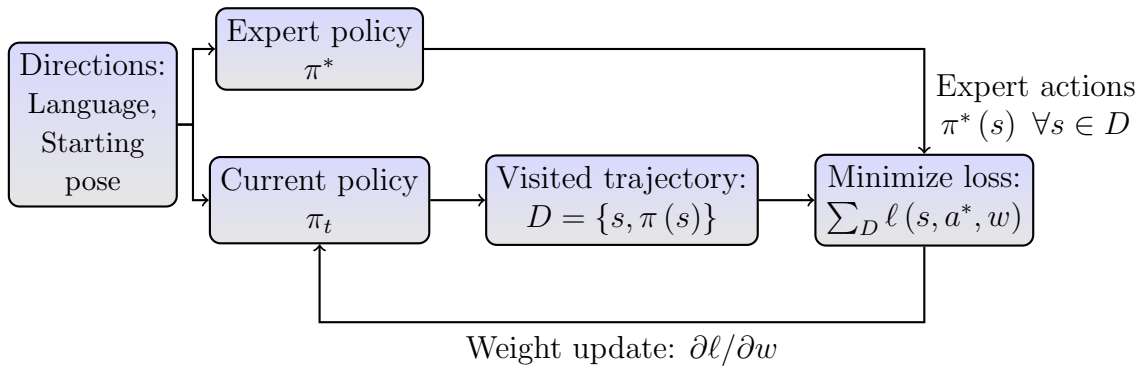 Directions:
Language,
Starting
pose
Expert policy
π*
Current policy
π_t
Visited trajectory:
D = {s, π (s)}
Expert actions
π* (s) ∀s ∈ D
Minimize loss:
∑_D ℓ (s, a*, w)
Weight update: ∂ℓ/∂w